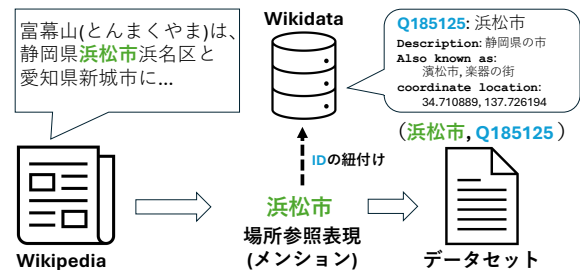 富幕山(とんまくやま)は、
静岡県浜松市浜名区と
愛知県新城市に...
Wikidata
Q185125: 浜松市
Description: 静岡県の市
Also known as:
濱松市, 楽器の街
coordinate location:
34.710889, 137.726194
(浜松市, Q185125)
IDの紐付け
浜松市
場所参照表現
(メンション)
Wikipedia
データセット